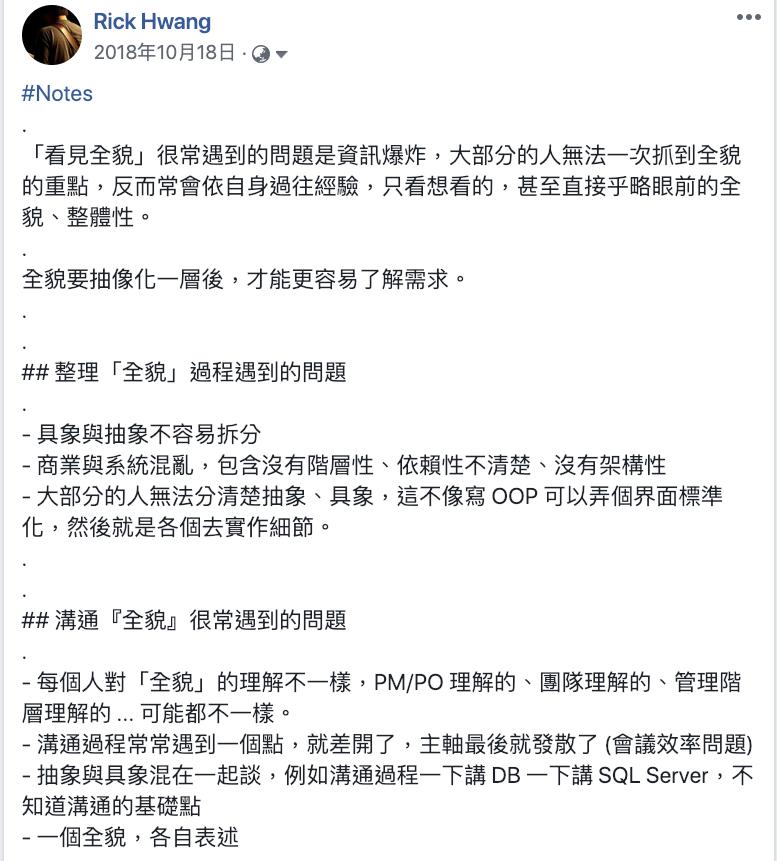 Rick Hwang
2018年10月18日 ·
#Notes
.
「看見全貌」很常遇到的問題是資訊爆炸，大部分的人無法一次抓到全貌
的重點，反而常會依自身過往經驗，只看想看的，甚至直接乎略眼前的全
貌、整體性。
.
全貌要抽像化一層後，才能更容易了解需求。
.
.
## 整理「全貌」過程遇到的問題
.
- 具象與抽象不容易拆分
- 商業與系統混亂，包含沒有階層性、依賴性不清楚、沒有架構性
- 大部分的人無法分清楚抽象、具象，這不像寫 OOP 可以弄個界面標準
化，然後就是各個去實作細節。
.
.
## 溝通『全貌』很常遇到的問題
.
- 每個人對「全貌」的理解不一樣，PM/PO 理解的、團隊理解的、管理階
層理解的 ... 可能都不一樣。
- 溝通過程常常遇到一個點，就差開了，主軸最後就發散了 (會議效率問題)
- 抽象與具象混在一起談，例如溝通過程一下講 DB 一下講 SQL Server，不
知道溝通的基礎點
- 一個全貌，各自表述